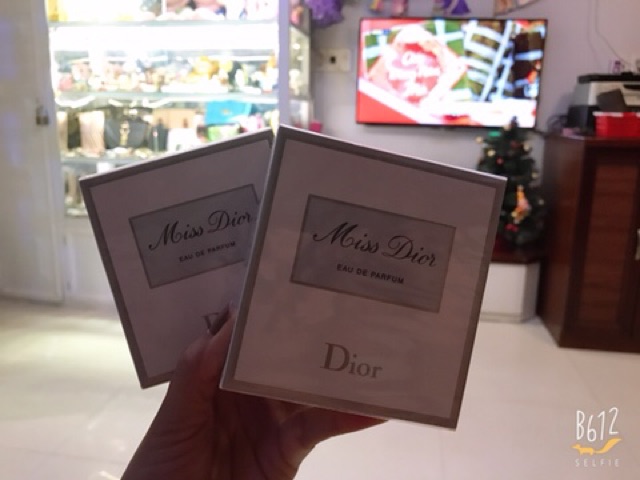 Miss Dior
EAU DE PARFUM
Miss Dior
EAU DE PARFUM
Dior
B612
SELFIE